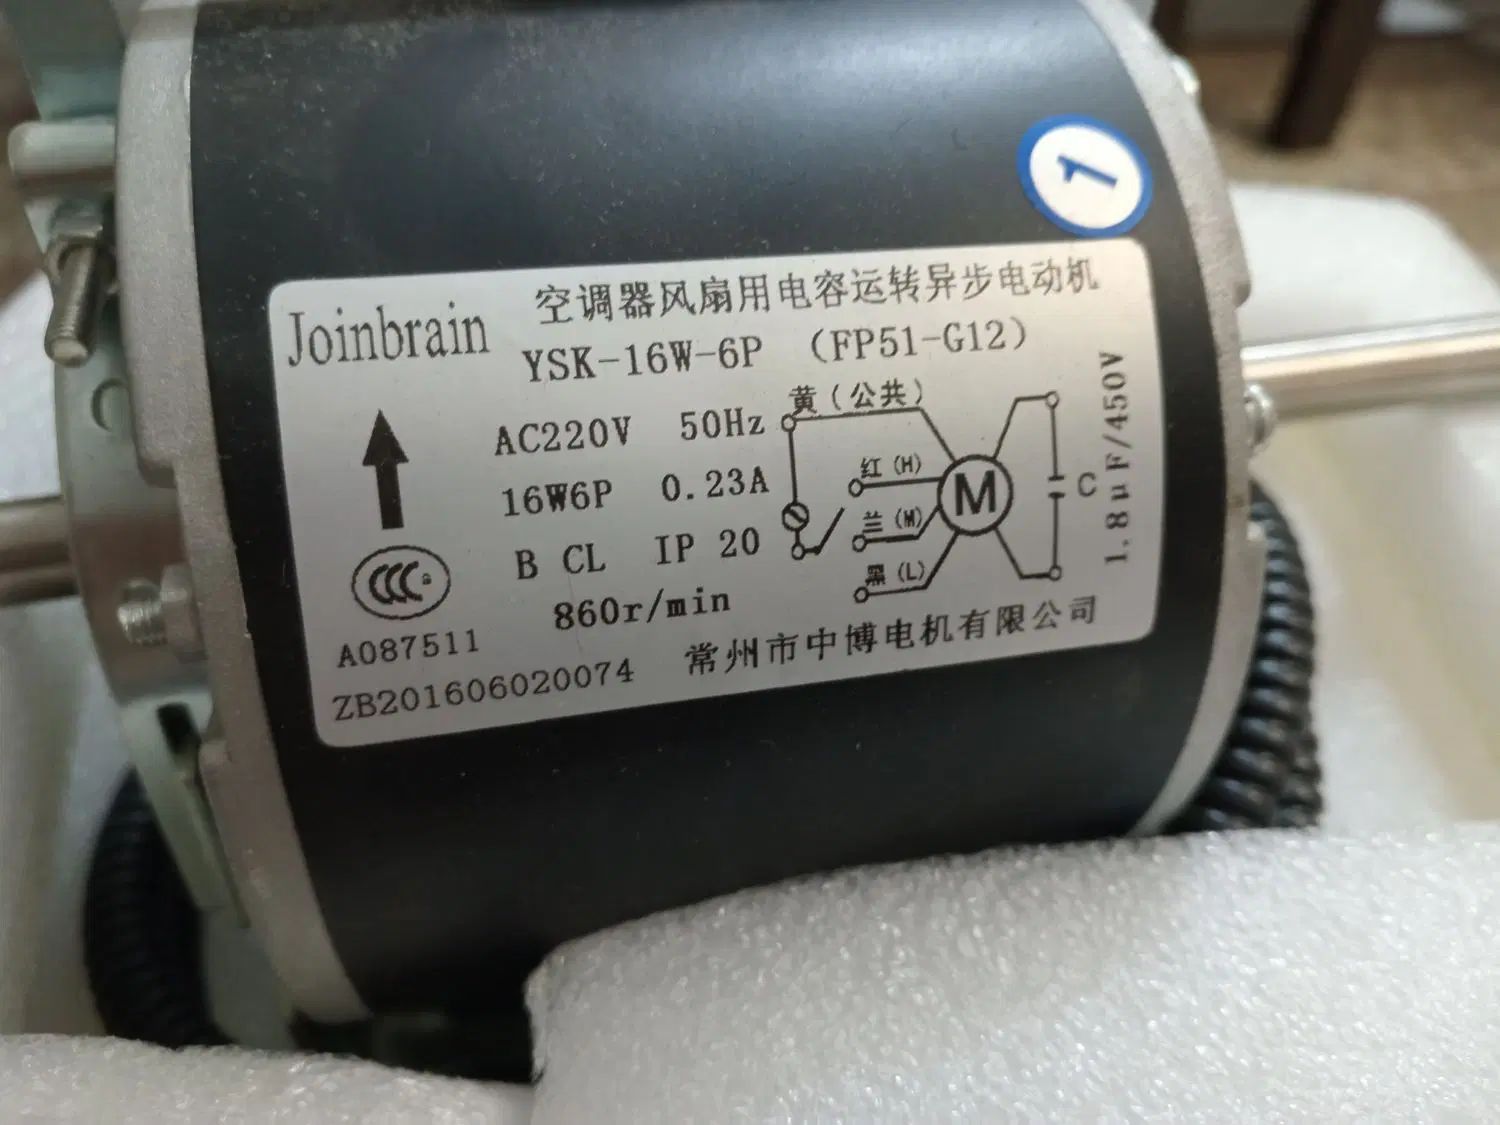 1
Joinbrain
空调器风扇用电容运转异步电动机
YSK-16W-6P (FP51-G12)
AC220V 50Hz
16W6P 0.23A
B CL IP 20
860r/min
黄(公共)
红(H)
兰(M)
黑(L)
M
C
1.8μF/450V
CCC
A087511
ZB201606020074
常州市中博电机有限公司